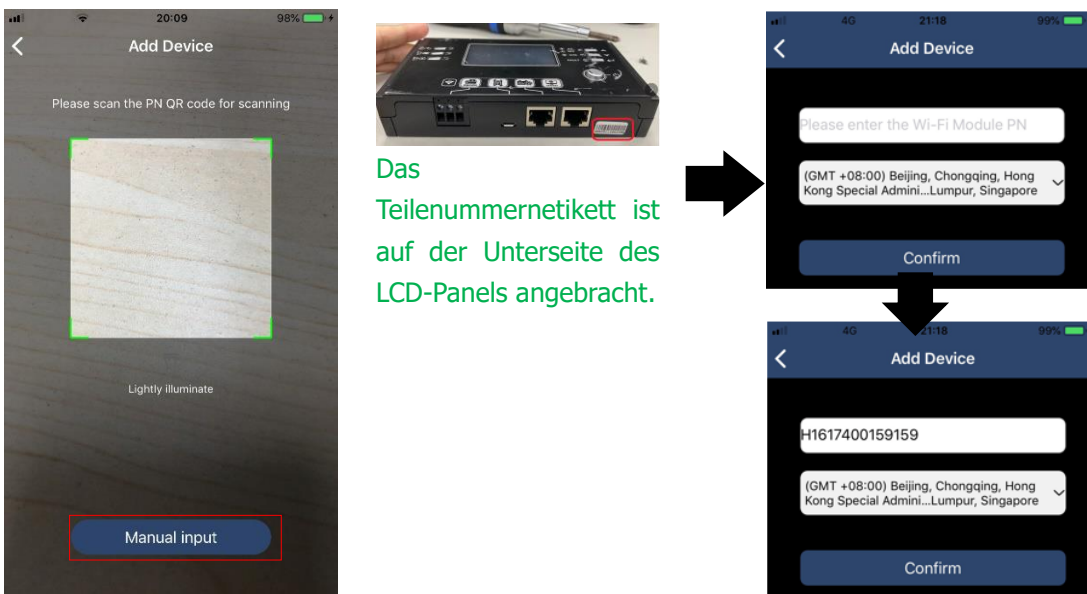 20:09
98%
Add Device
Please scan the PN QR code for scanning
Lightly illuminate
Manual input
Das
Teilenummernetikett ist
auf der Unterseite des
LCD-Panels angebracht.
4G
21:18
99%
Add Device
Please enter the Wi-Fi Module PN
(GMT +08:00) Beijing, Chongqing, Hong
Kong Special Admini...Lumpur, Singapore
Confirm
4G
21:18
99%
Add Device
H1617400159159
(GMT +08:00) Beijing, Chongqing, Hong
Kong Special Admini...Lumpur, Singapore
Confirm